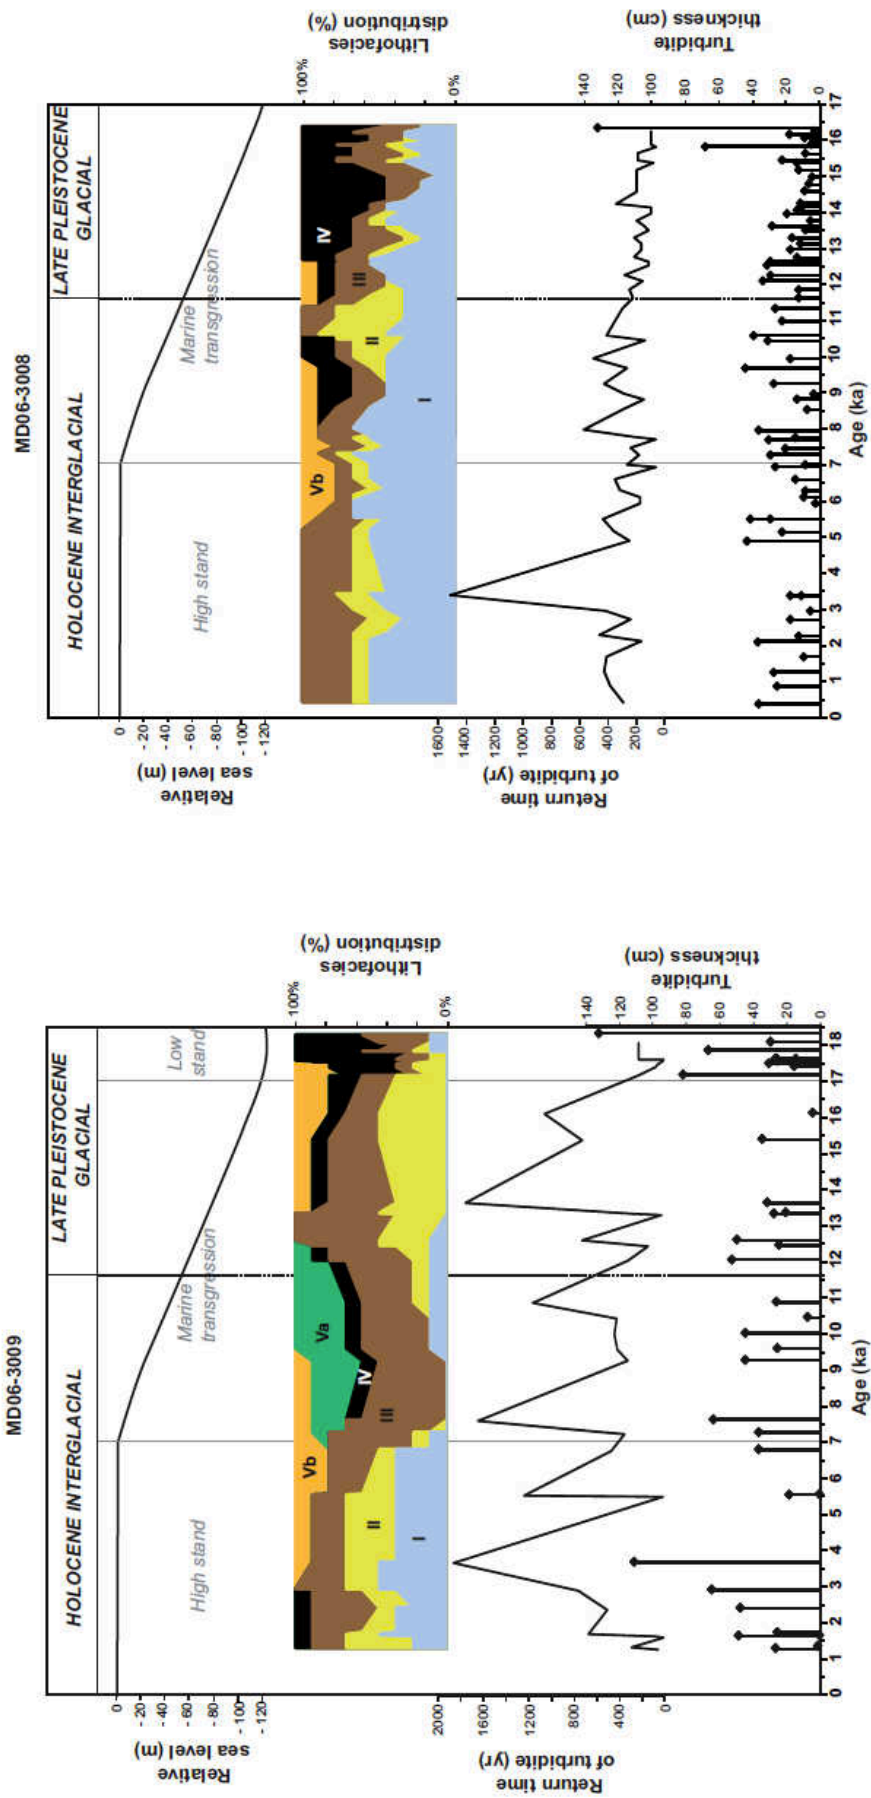 MD06-3009
HOLOCENE INTERGLACIAL
LATE PLEISTOCENE
GLACIAL
High stand
Marine
transgression
Low
stand
Relative
sea level (m)
0
- 20
- 40
- 60
- 80
- 100
- 120
Lithofacies
distribution (%)
100%
0%
I
II
III
IV
Va
Vb
Return time
of turbidite (yr)
2000
1600
1200
800
400
0
Turbidite
thickness (cm)
140
120
100
80
60
40
20
0
0 1 2 3 4 5 6 7 8 9 10 11 12 13 14 15 16 17 18
Age (ka)
MD06-3008
HOLOCENE INTERGLACIAL
LATE PLEISTOCENE
GLACIAL
High stand
Marine
transgression
Relative
sea level (m)
0
- 20
- 40
- 60
- 80
- 100
- 120
Lithofacies
distribution (%)
100%
0%
I
II
III
IV
Vb
Return time
of turbidite (yr)
1600
1400
1200
1000
800
600
400
200
0
Turbidite
thickness (cm)
140
120
100
80
60
40
20
0
0 1 2 3 4 5 6 7 8 9 10 11 12 13 14 15 16 17
Age (ka)